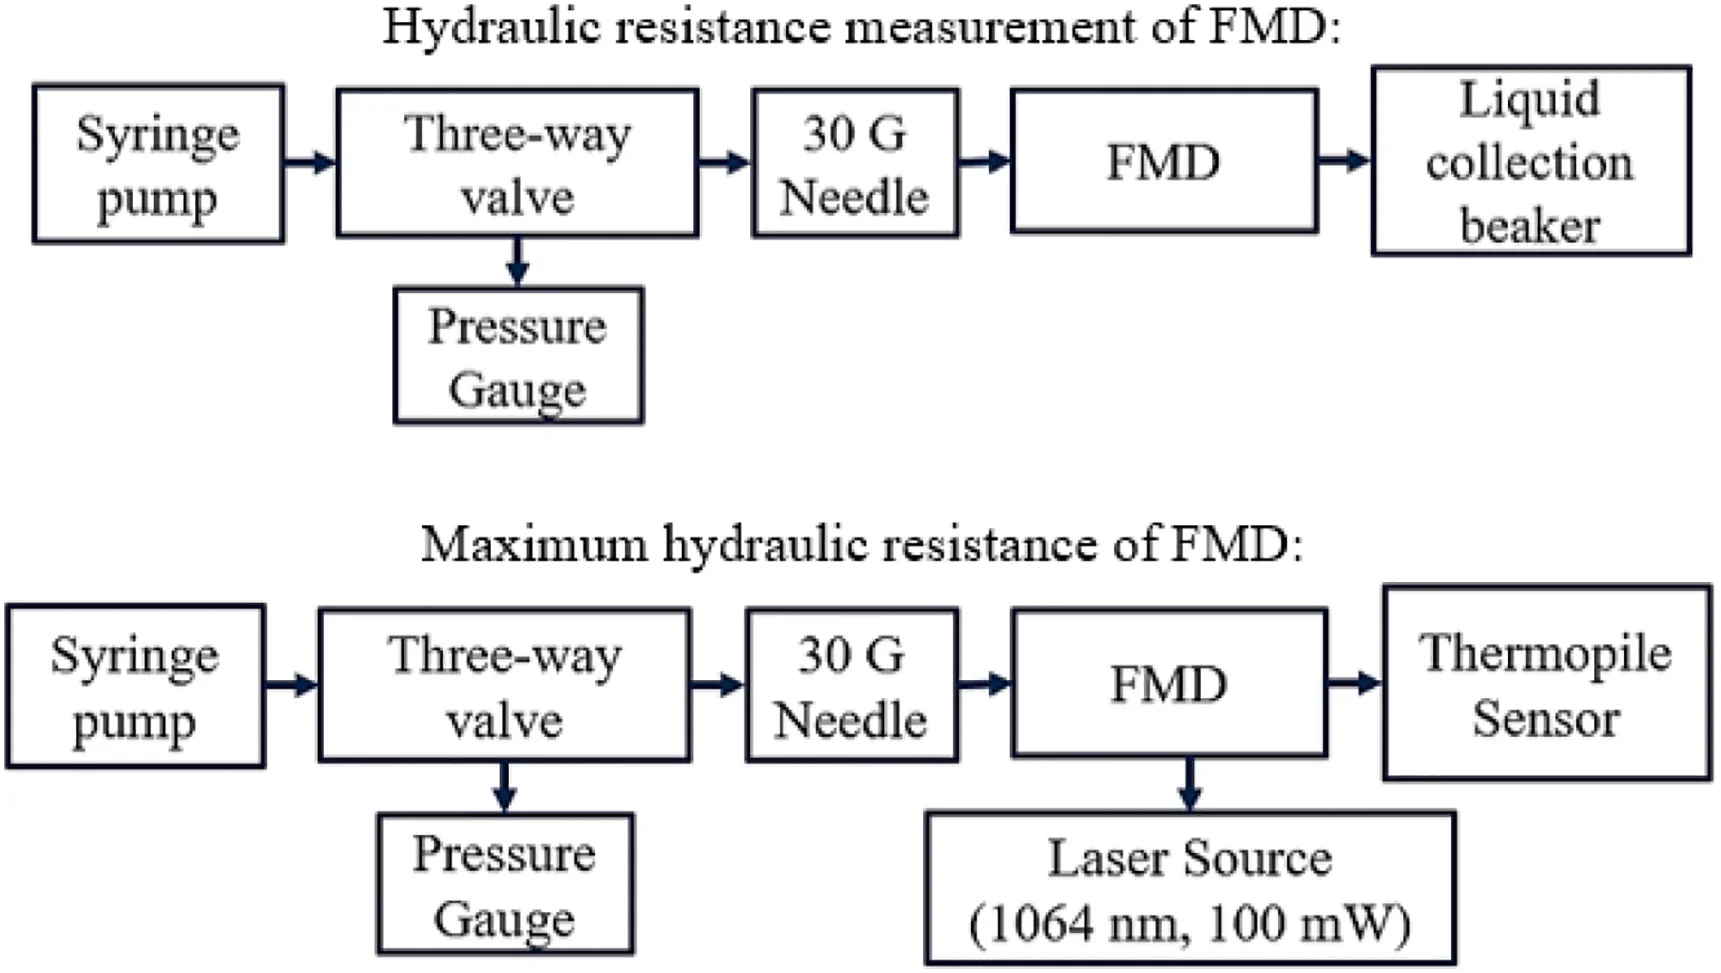 Hydraulic resistance measurement of FMD:
Syringe
pump
Three-way
valve
30 G
Needle
FMD
Liquid
collection
beaker
Pressure
Gauge
Maximum hydraulic resistance of FMD:
Syringe
pump
Three-way
valve
30 G
Needle
FMD
Thermopile
Sensor
Pressure
Gauge
Laser Source
(1064 nm, 100 mW)